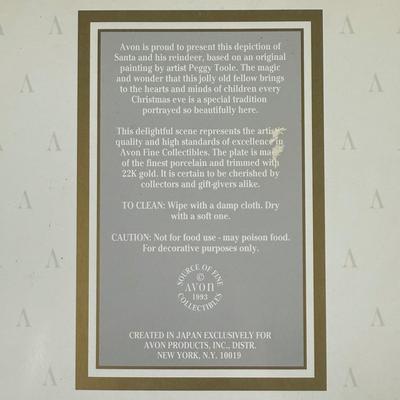 Avon is proud to present this depiction of
Santa and his reindeer, based on an original
painting by artist Peggy Toole. The magic
and wonder that this jolly old fellow brings
to the hearts and minds of children every
Christmas eve is a special tradition
portrayed so beautifully here.
This delightful scene represents the
quality and high standards of excellence in
Avon Fine Collectibles. The plate is
of the finest porcelain and trimmed with
22K gold. It is certain to be cherished by
collectors and gift-givers alike.
TO CLEAN: Wipe with a damp cloth. Dry
with a soft one.
CAUTION: Not for food use - may poison food.
For decorative purposes only.
SOURCE OF FINE
©
AVON
1993
COLLECTIBLES
CREATED IN JAPAN EXCLUSIVELY FOR
AVON PRODUCTS, INC., DISTR.
NEW YORK, N.Y. 10019